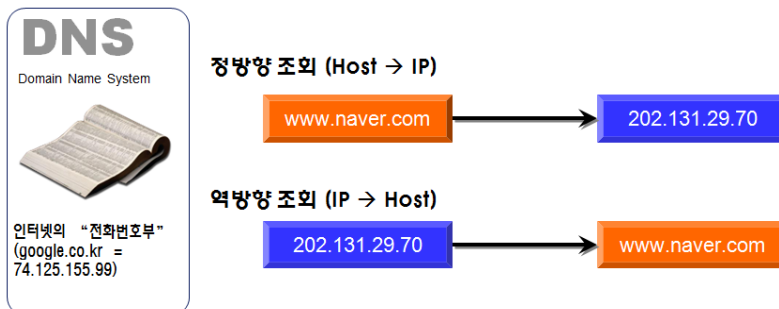 DNS
Domain Name System
인터넷의 “전화번호부”
(google.co.kr =
74.125.155.99)
정방향 조회 (Host → IP)
www.naver.com
202.131.29.70
역방향 조회 (IP → Host)
202.131.29.70
www.naver.com